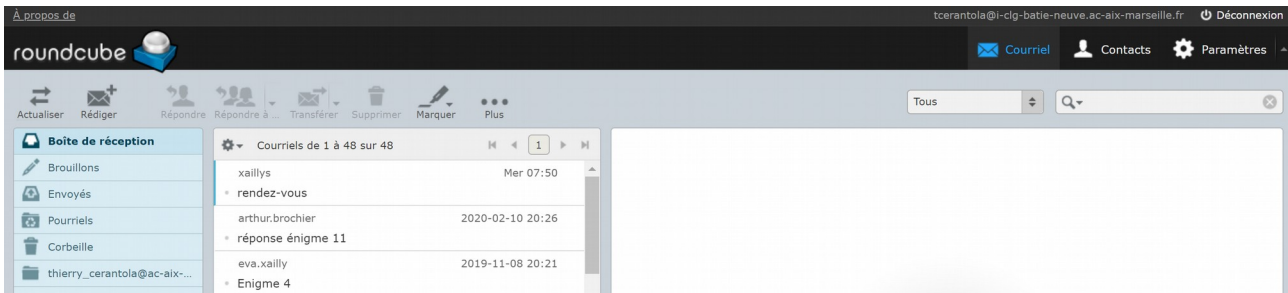 À propos de
tcerantola@i-clg-batie-neuve.ac-aix-marseille.fr Déconnexion
roundcube
Courriel Contacts Paramètres
Actualiser Rédiger Répondre Répondre à ... Transférer Supprimer Marquer Plus
Tous
Boîte de réception
Brouillons
Envoyés
Pourriels
Corbeille
thierry_cerantola@ac-aix-...
Courriels de 1 à 48 sur 48 1
xaillys Mer 07:50
rendez-vous
arthur.brochier 2020-02-10 20:26
réponse énigme 11
eva.xailly 2019-11-08 20:21
Enigme 4